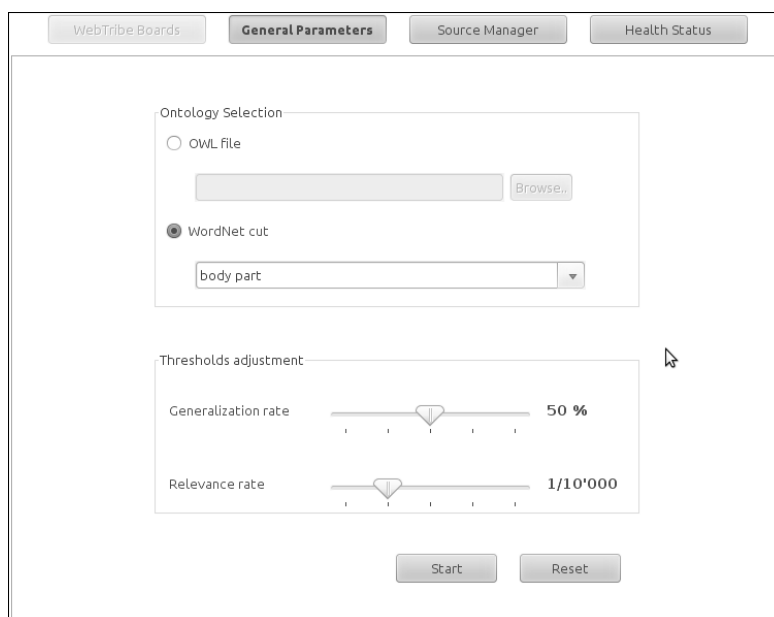 WebTribe Boards General Parameters Source Manager Health Status
Ontology Selection
OWL file
Browse..
WordNet cut
body part
Thresholds adjustment
Generalization rate 50 %
Relevance rate 1/10'000
Start Reset